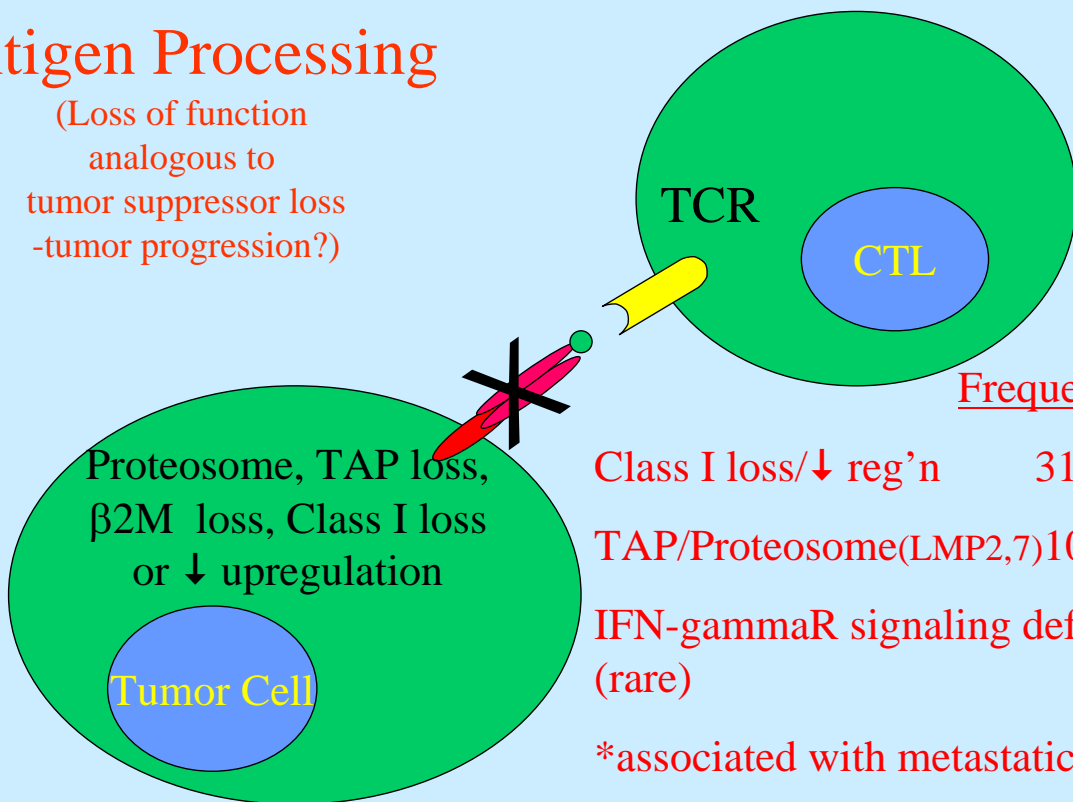 tigen Processing
(Loss of function
analogous to
tumor suppressor loss
-tumor progression?)
TCR
CTL
Proteosome, TAP loss,
β2M loss, Class I loss
or ↓ upregulation
Tumor Cell
Freque
Class I loss/↓ reg’n 31
TAP/Proteosome(LMP2,7)10
IFN-gammaR signaling def
(rare)
*associated with metastatic